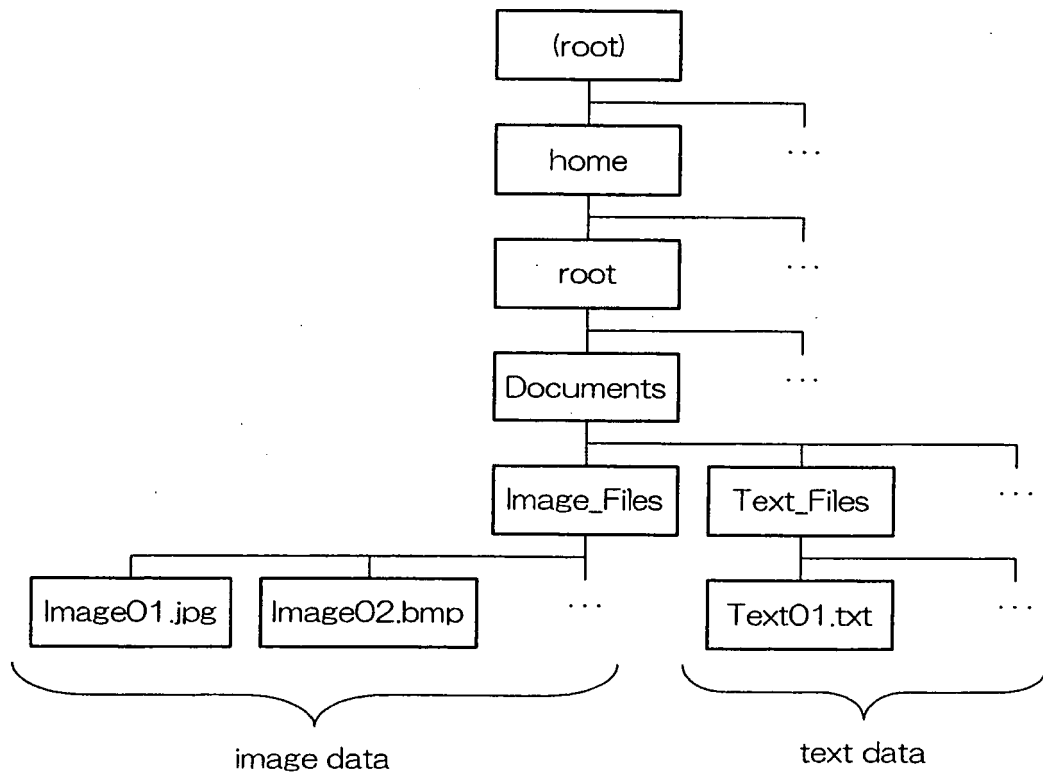 (root)
home
...
root
...
Documents
...
Image_Files
Text_Files
...
Image01.jpg
Image02.bmp
...
Text01.txt
...
image data
text data
...